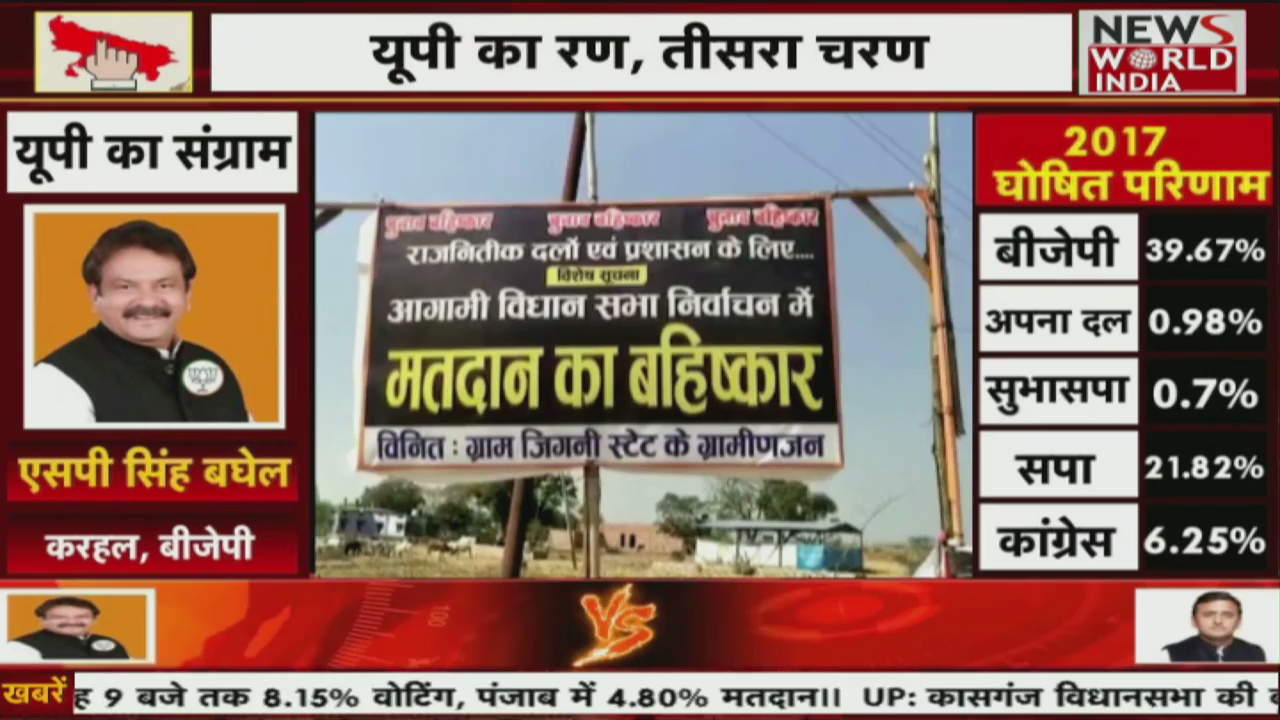 यूपी का रण, तीसरा चरण
NEWS
WORLD
INDIA
यूपी का संग्राम
एसपी सिंह बघेल
करहल, बीजेपी
चुनाव बहिष्कार चुनाव बहिष्कार चुनाव बहिष्कार
राजनितीक दलों एवं प्रशासन के लिए....
विशेष सूचना
आगामी विधान सभा निर्वाचन में
मतदान का बहिष्कार
विनित : ग्राम जिगनी स्टेट के ग्रामीणजन
2017
घोषित परिणाम
बीजेपी 39.67%
अपना दल 0.98%
सुभासपा 0.7%
सपा 21.82%
कांग्रेस 6.25%
VS
खबरें ह 9 बजे तक 8.15% वोटिंग, पंजाब में 4.80% मतदान।। UP: कासगंज विधानसभा की